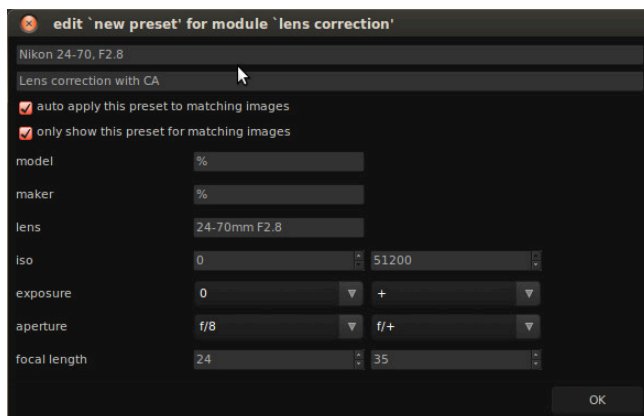 edit `new preset' for module `lens correction'
Nikon 24-70, F2.8
Lens correction with CA
auto apply this preset to matching images
only show this preset for matching images
model %
maker %
lens 24-70mm F2.8
iso 0 51200
exposure 0 +
aperture f/8 f/+
focal length 24 35
OK